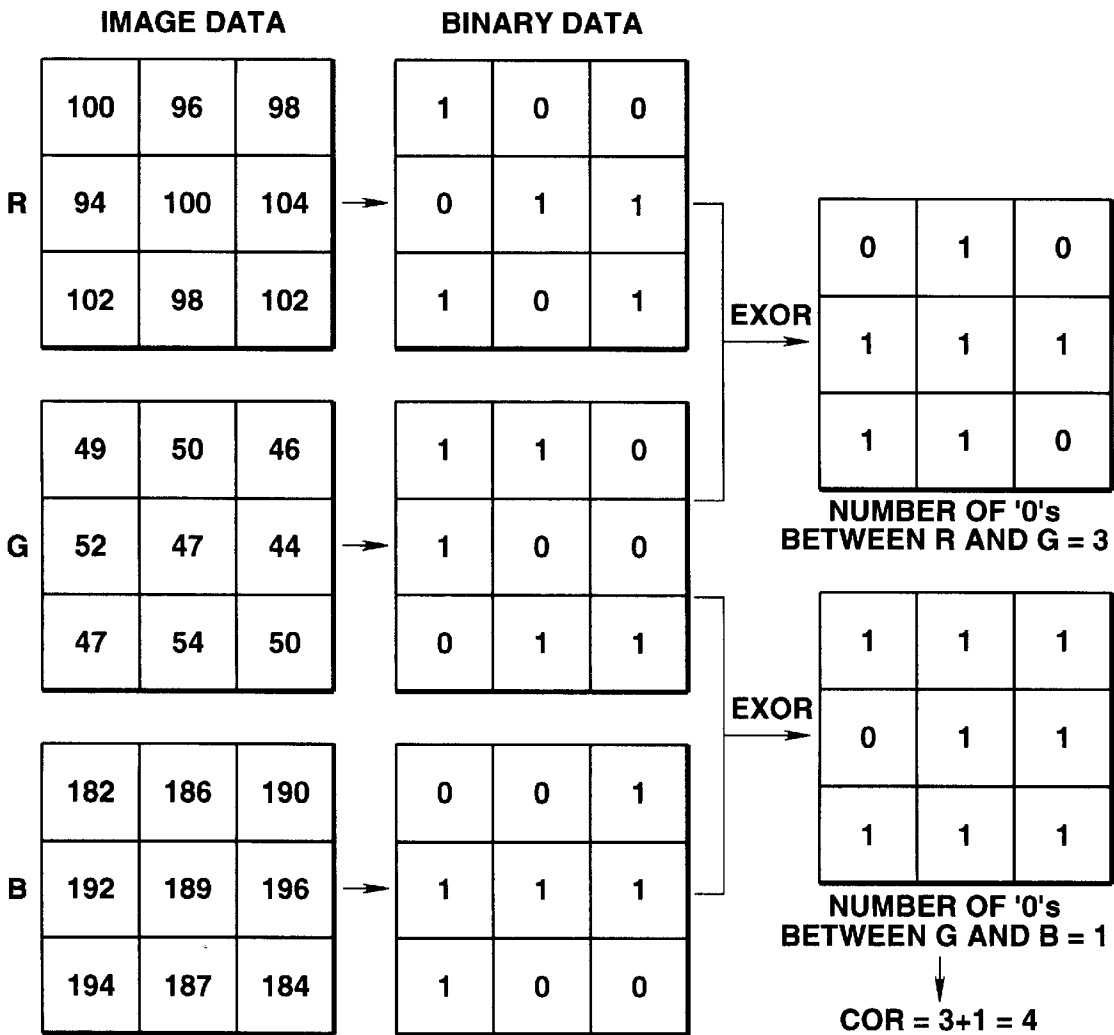 IMAGE DATA BINARY DATA
R
100 96 98
94 100 104
102 98 102
1 0 0
0 1 1
1 0 1
G
49 50 46
52 47 44
47 54 50
1 1 0
1 0 0
0 1 1
B
182 186 190
192 189 196
194 187 184
0 0 1
1 1 1
1 0 0
EXOR
0 1 0
1 1 1
1 1 0
NUMBER OF '0's
BETWEEN R AND G = 3
EXOR
1 1 1
0 1 1
1 1 1
NUMBER OF '0's
BETWEEN G AND B = 1
COR = 3+1 = 4